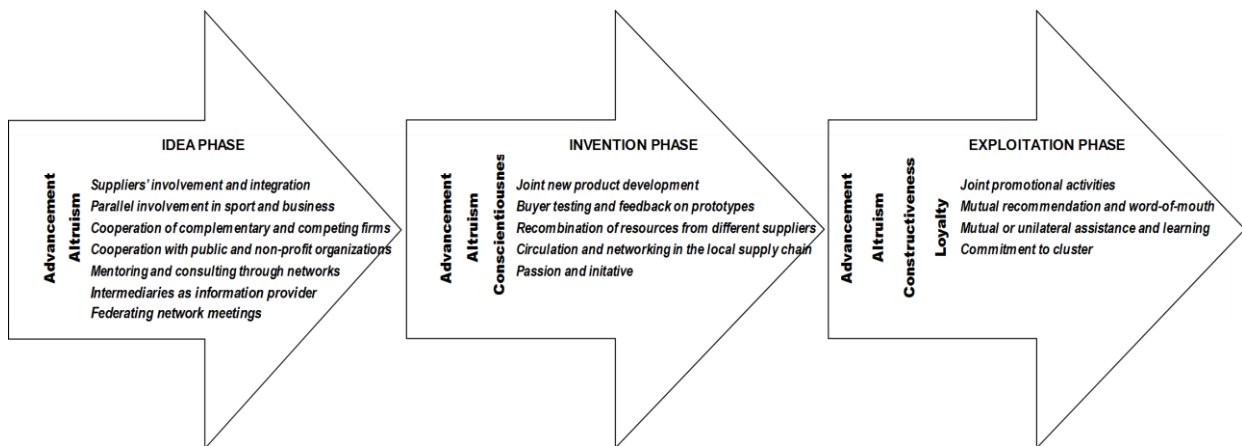 IDEA PHASE
Advancement
Altruism
Suppliers' involvement and integration
Parallel involvement in sport and business
Cooperation of complementary and competing firms
Cooperation with public and non-profit organizations
Mentoring and consulting through networks
Intermediaries as information provider
Federating network meetings
INVENTION PHASE
Advancement
Altruism
Conscientiousnes
Joint new product development
Buyer testing and feedback on prototypes
Recombination of resources from different suppliers
Circulation and networking in the local supply chain
Passion and initative
EXPLOITATION PHASE
Advancement
Altruism
Constructiveness
Loyalty
Joint promotional activities
Mutual recommendation and word-of-mouth
Mutual or unilateral assistance and learning
Commitment to cluster